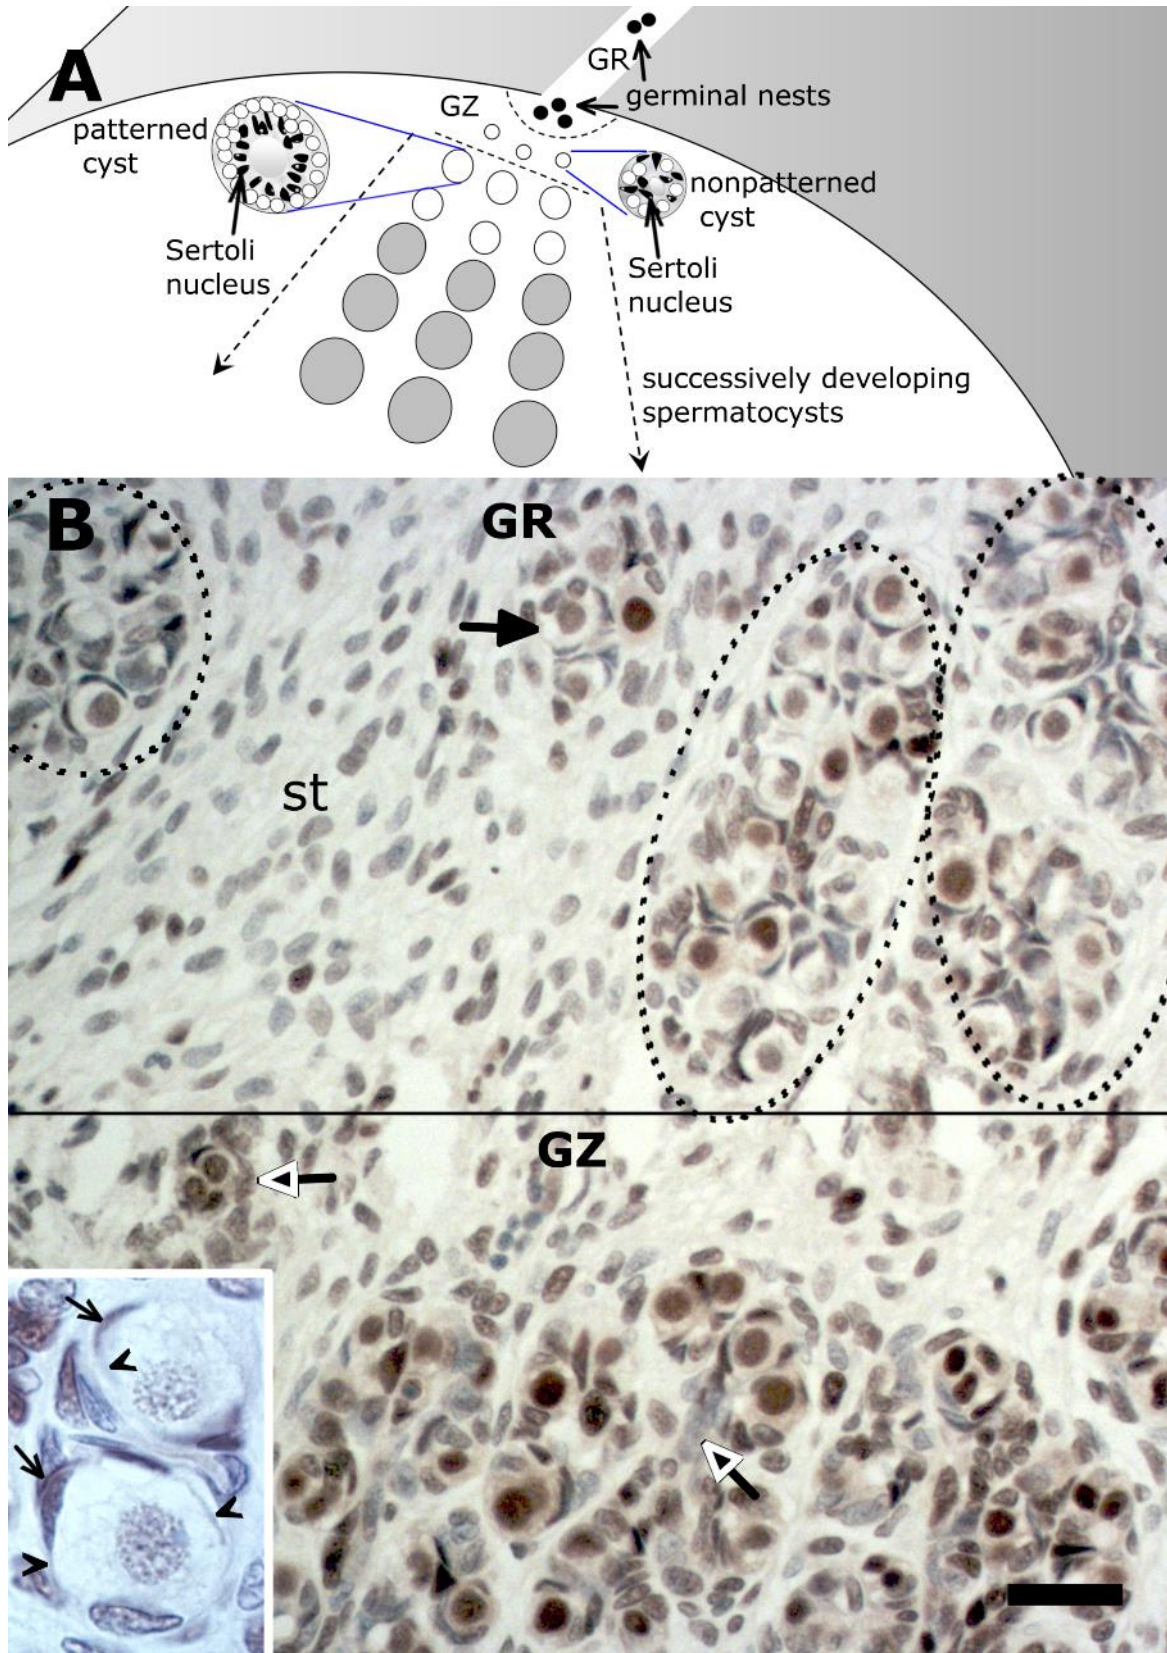 A
GR
GZ
germinal nests
patterned
cyst
nonpatterned
cyst
Sertoli
nucleus
Sertoli
nucleus
successively developing
spermatocysts
B
GR
st
GZ